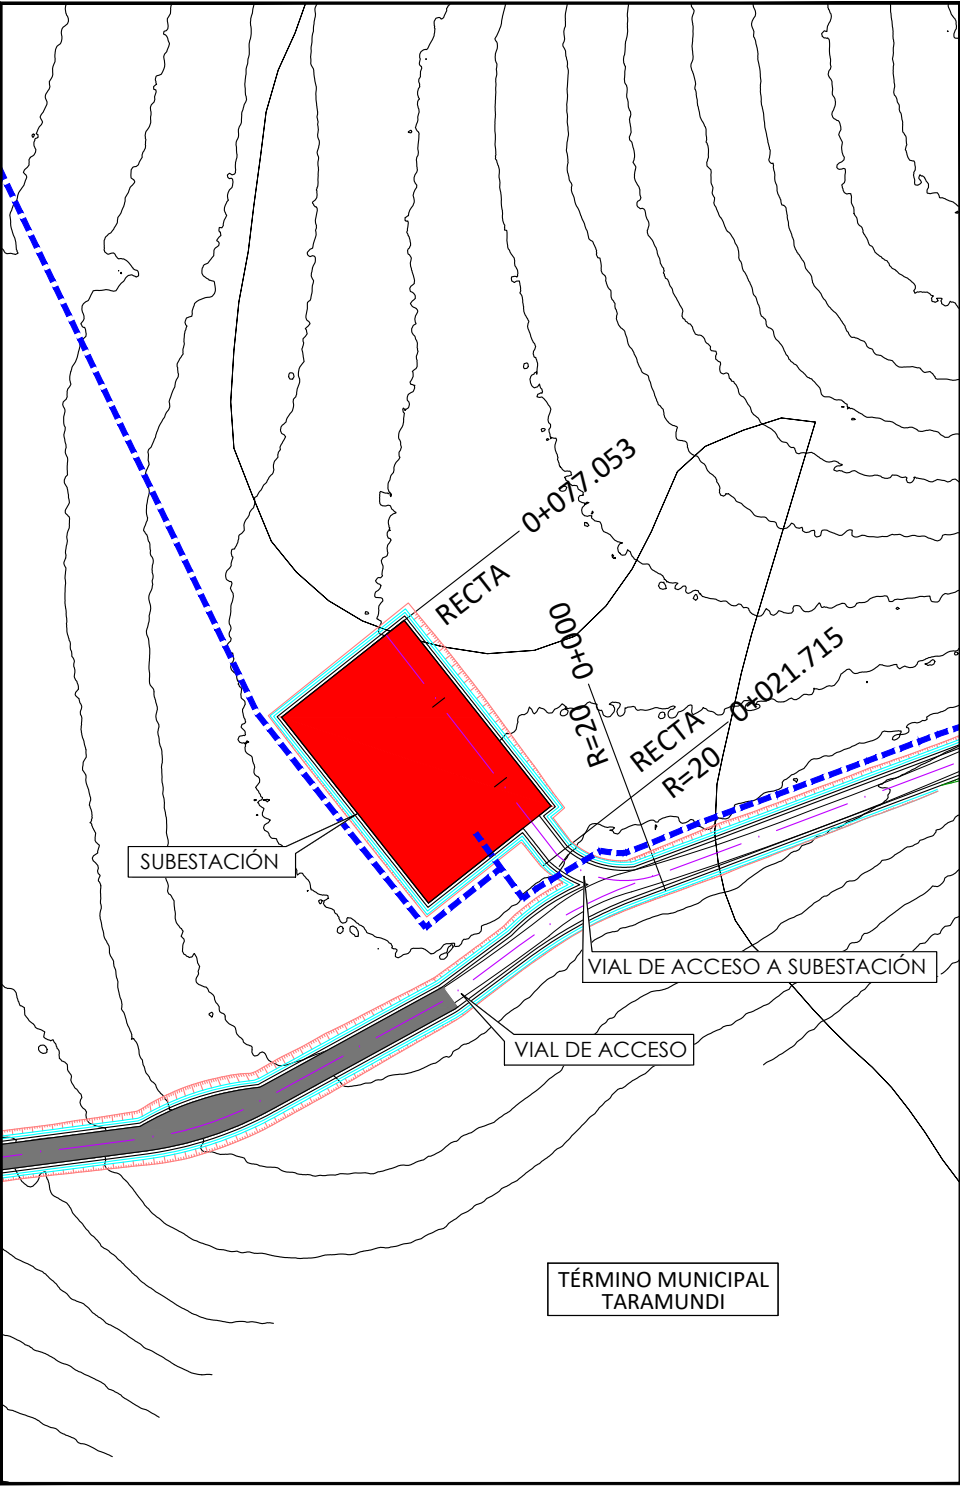 0+077.053
RECTA
0+000
R=20
0+021.715
RECTA
R=20
SUBESTACIÓN
VIAL DE ACCESO A SUBESTACIÓN
VIAL DE ACCESO
TÉRMINO MUNICIPAL
TARAMUNDI